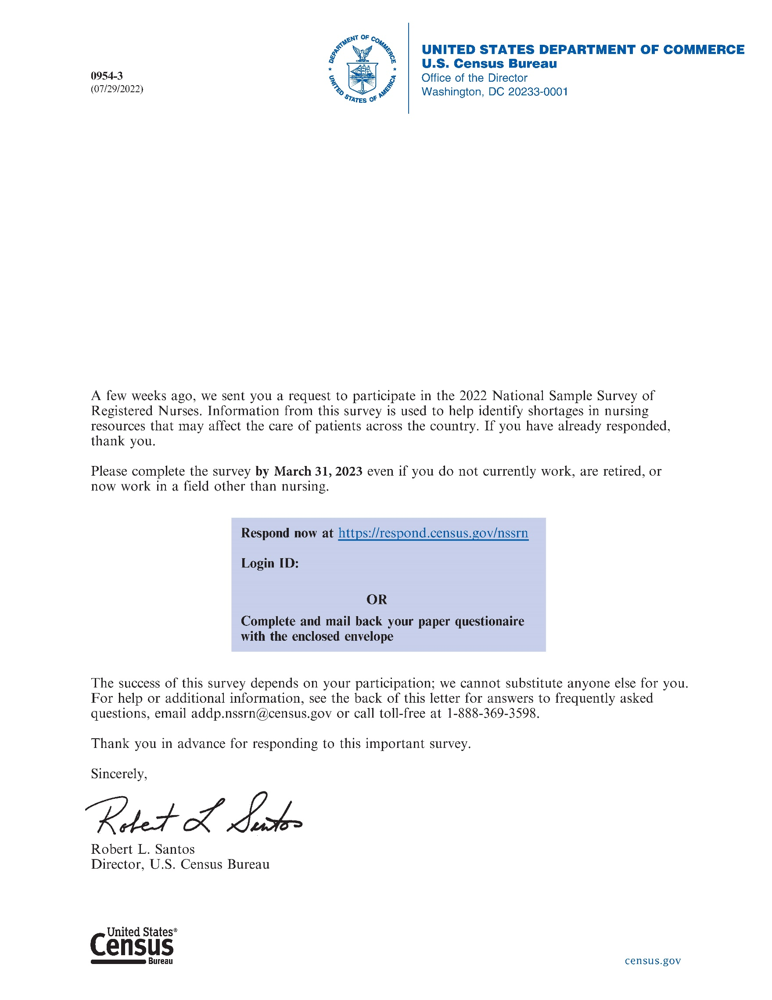 0954-3
(07/29/2022)
DEPARTMENT OF COMMERCE
UNITED STATES OF AMERICA
UNITED STATES DEPARTMENT OF COMMERCE
U.S. Census Bureau
Office of the Director
Washington, DC 20233-0001
A few weeks ago, we sent you a request to participate in the 2022 National Sample Survey of
Registered Nurses. Information from this survey is used to help identify shortages in nursing
resources that may affect the care of patients across the country. If you have already responded,
thank you.
Please complete the survey by March 31, 2023 even if you do not currently work, are retired, or
now work in a field other than nursing.
Respond now at https://respond.census.gov/nssrn
Login ID:
OR
Complete and mail back your paper questionaire
with the enclosed envelope
The success of this survey depends on your participation; we cannot substitute anyone else for you.
For help or additional information, see the back of this letter for answers to frequently asked
questions, email addp.nssrn@census.gov or call toll-free at 1-888-369-3598.
Thank you in advance for responding to this important survey.
Sincerely,
Robert L Santos
Robert L. Santos
Director, U.S. Census Bureau
United States®
Census
Bureau
census.gov